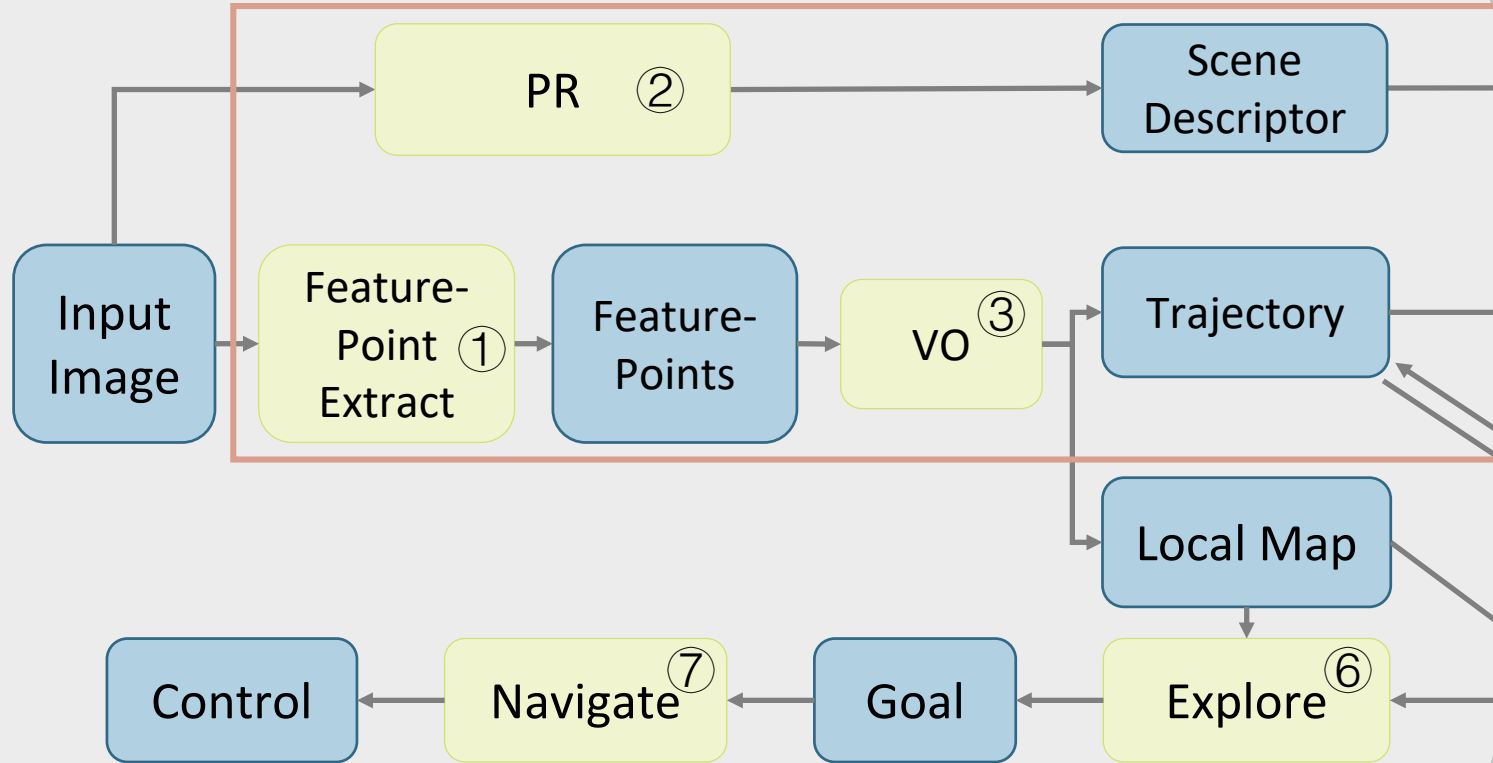 PR ②
Scene
Descriptor
Input
Image
Feature-
Point ①
Extract
Feature-
Points
VO ③
Trajectory
Local Map
Control
Navigate ⑦
Goal
Explore ⑥